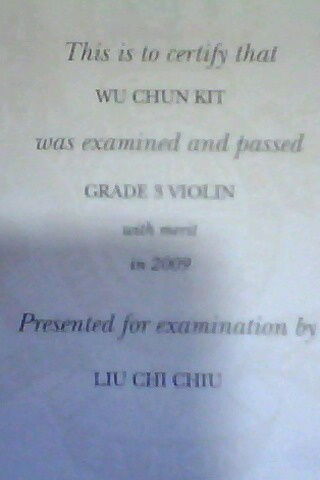 This is to certify that
WU CHUN KIT
was examined and passed
GRADE 5 VIOLIN
with merit
in 2009
Presented for examination by
LIU CHI CHIU